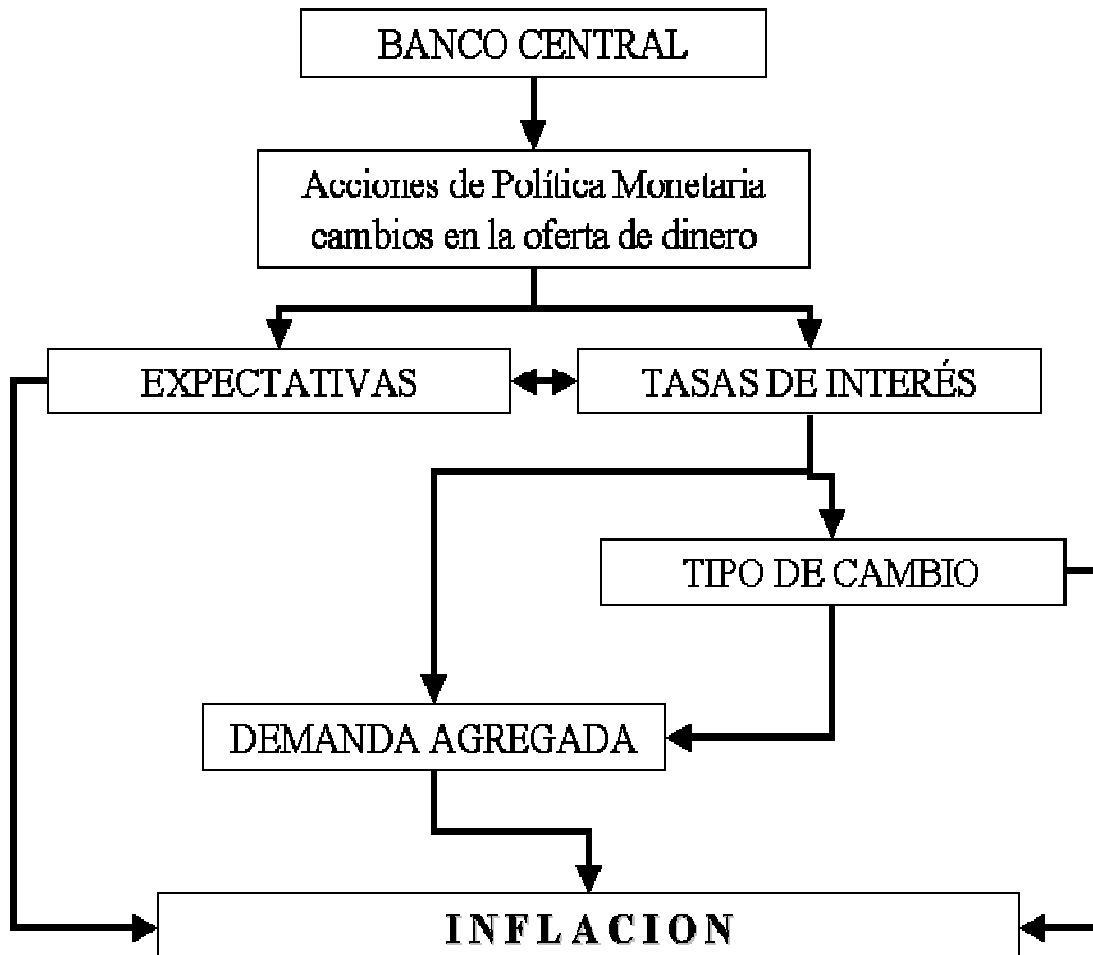 BANCO CENTRAL
Acciones de Política Monetaria
cambios en la oferta de dinero
EXPECTATIVAS
TASAS DE INTERÉS
TIPO DE CAMBIO
DEMANDA AGREGADA
INFLACION